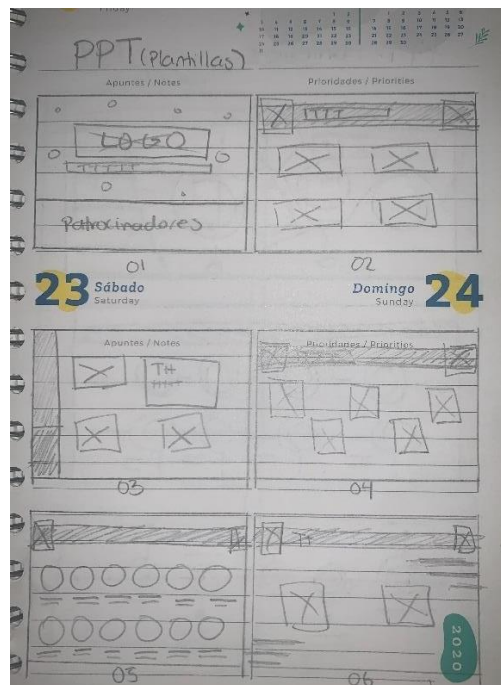 PPT (Plantillas)
Apuntes / Notes
Prioridades / Priorities
LOGO
Patrocinadores
01
02
23 Sábado
Saturday
Domingo 24
Sunday
Apuntes / Notes
Prioridades / Priorities
03
04
05
06
2020